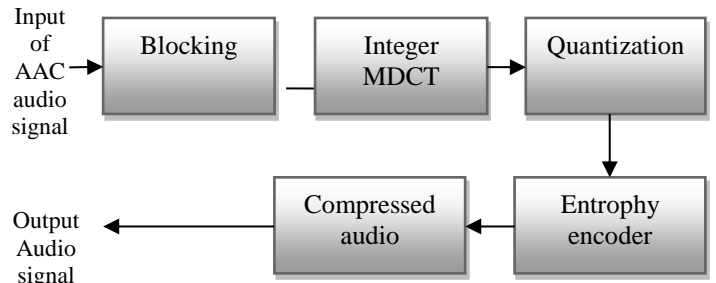 Input
of
AAC
audio
signal
Blocking
Integer
MDCT
Quantization
Compressed
audio
Entrophy
encoder
Output
Audio
signal